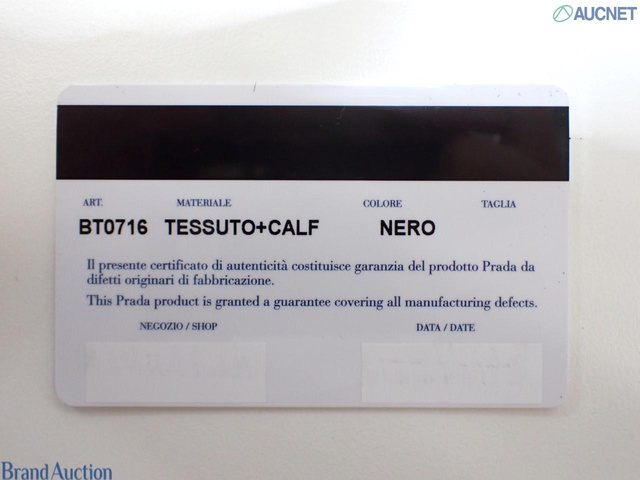 AUCNET
ART. MATERIALE COLORE TAGLIA
BT0716 TESSUTO+CALF NERO
Il presente certificato di autenticità costituisce garanzia del prodotto Prada da
difetti originari di fabbricazione.
This Prada product is granted a guarantee covering all manufacturing defects.
NEGOZIO / SHOP DATA / DATE
Brand Auction